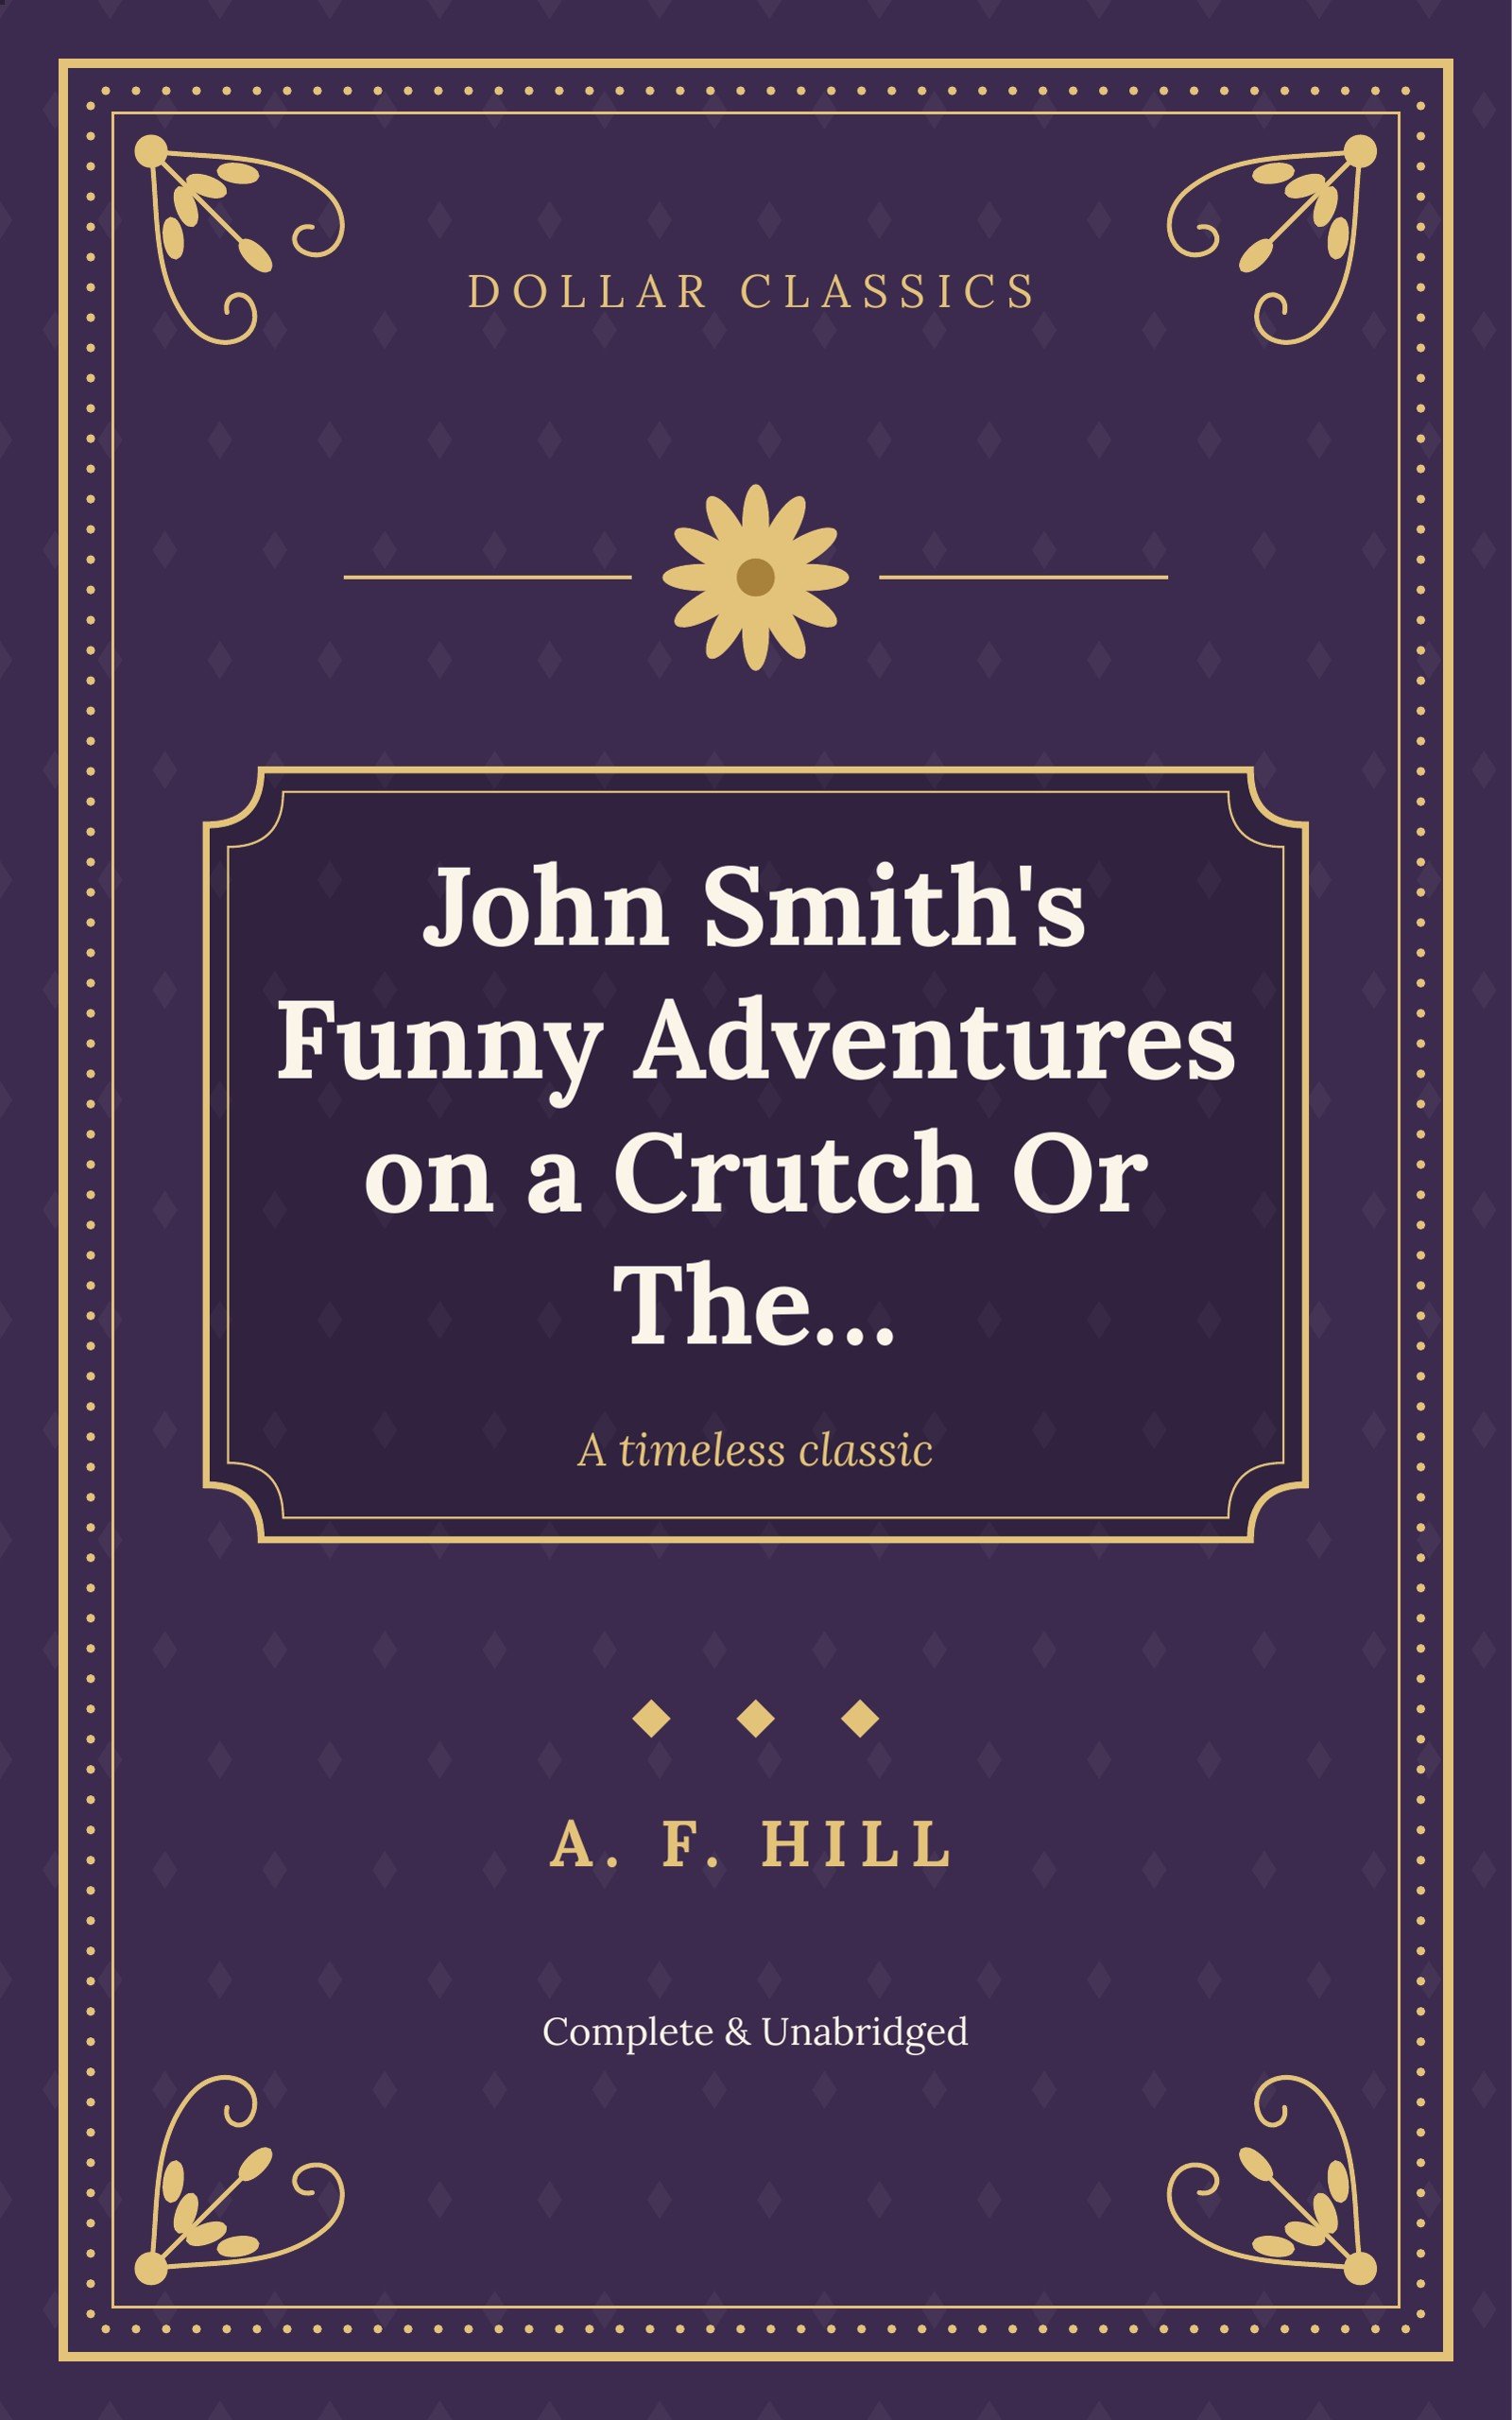 DOLLAR CLASSICS
John Smith's
Funny Adventures
on a Crutch Or
The...
A timeless classic
A. F. HILL
Complete & Unabridged